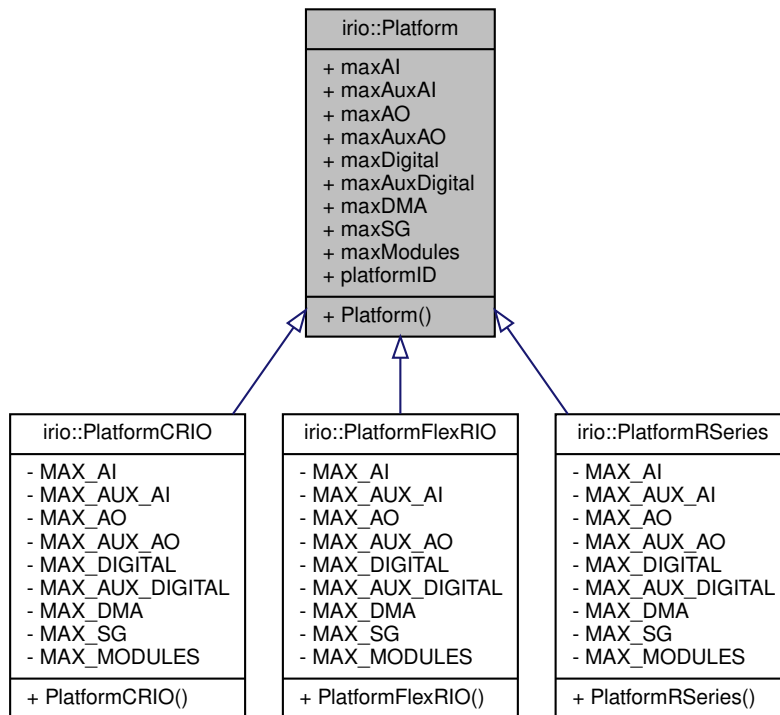 irio::Platform
+ maxAI
+ maxAuxAI
+ maxAO
+ maxAuxAO
+ maxDigital
+ maxAuxDigital
+ maxDMA
+ maxSG
+ maxModules
+ platformID
+ Platform()
irio::PlatformCRIO
- MAX_AI
- MAX_AUX_AI
- MAX_AO
- MAX_AUX_AO
- MAX_DIGITAL
- MAX_AUX_DIGITAL
- MAX_DMA
- MAX_SG
- MAX_MODULES
+ PlatformCRIO()
irio::PlatformFlexRIO
- MAX_AI
- MAX_AUX_AI
- MAX_AO
- MAX_AUX_AO
- MAX_DIGITAL
- MAX_AUX_DIGITAL
- MAX_DMA
- MAX_SG
- MAX_MODULES
+ PlatformFlexRIO()
irio::PlatformRSeries
- MAX_AI
- MAX_AUX_AI
- MAX_AO
- MAX_AUX_AO
- MAX_DIGITAL
- MAX_AUX_DIGITAL
- MAX_DMA
- MAX_SG
- MAX_MODULES
+ PlatformRSeries()